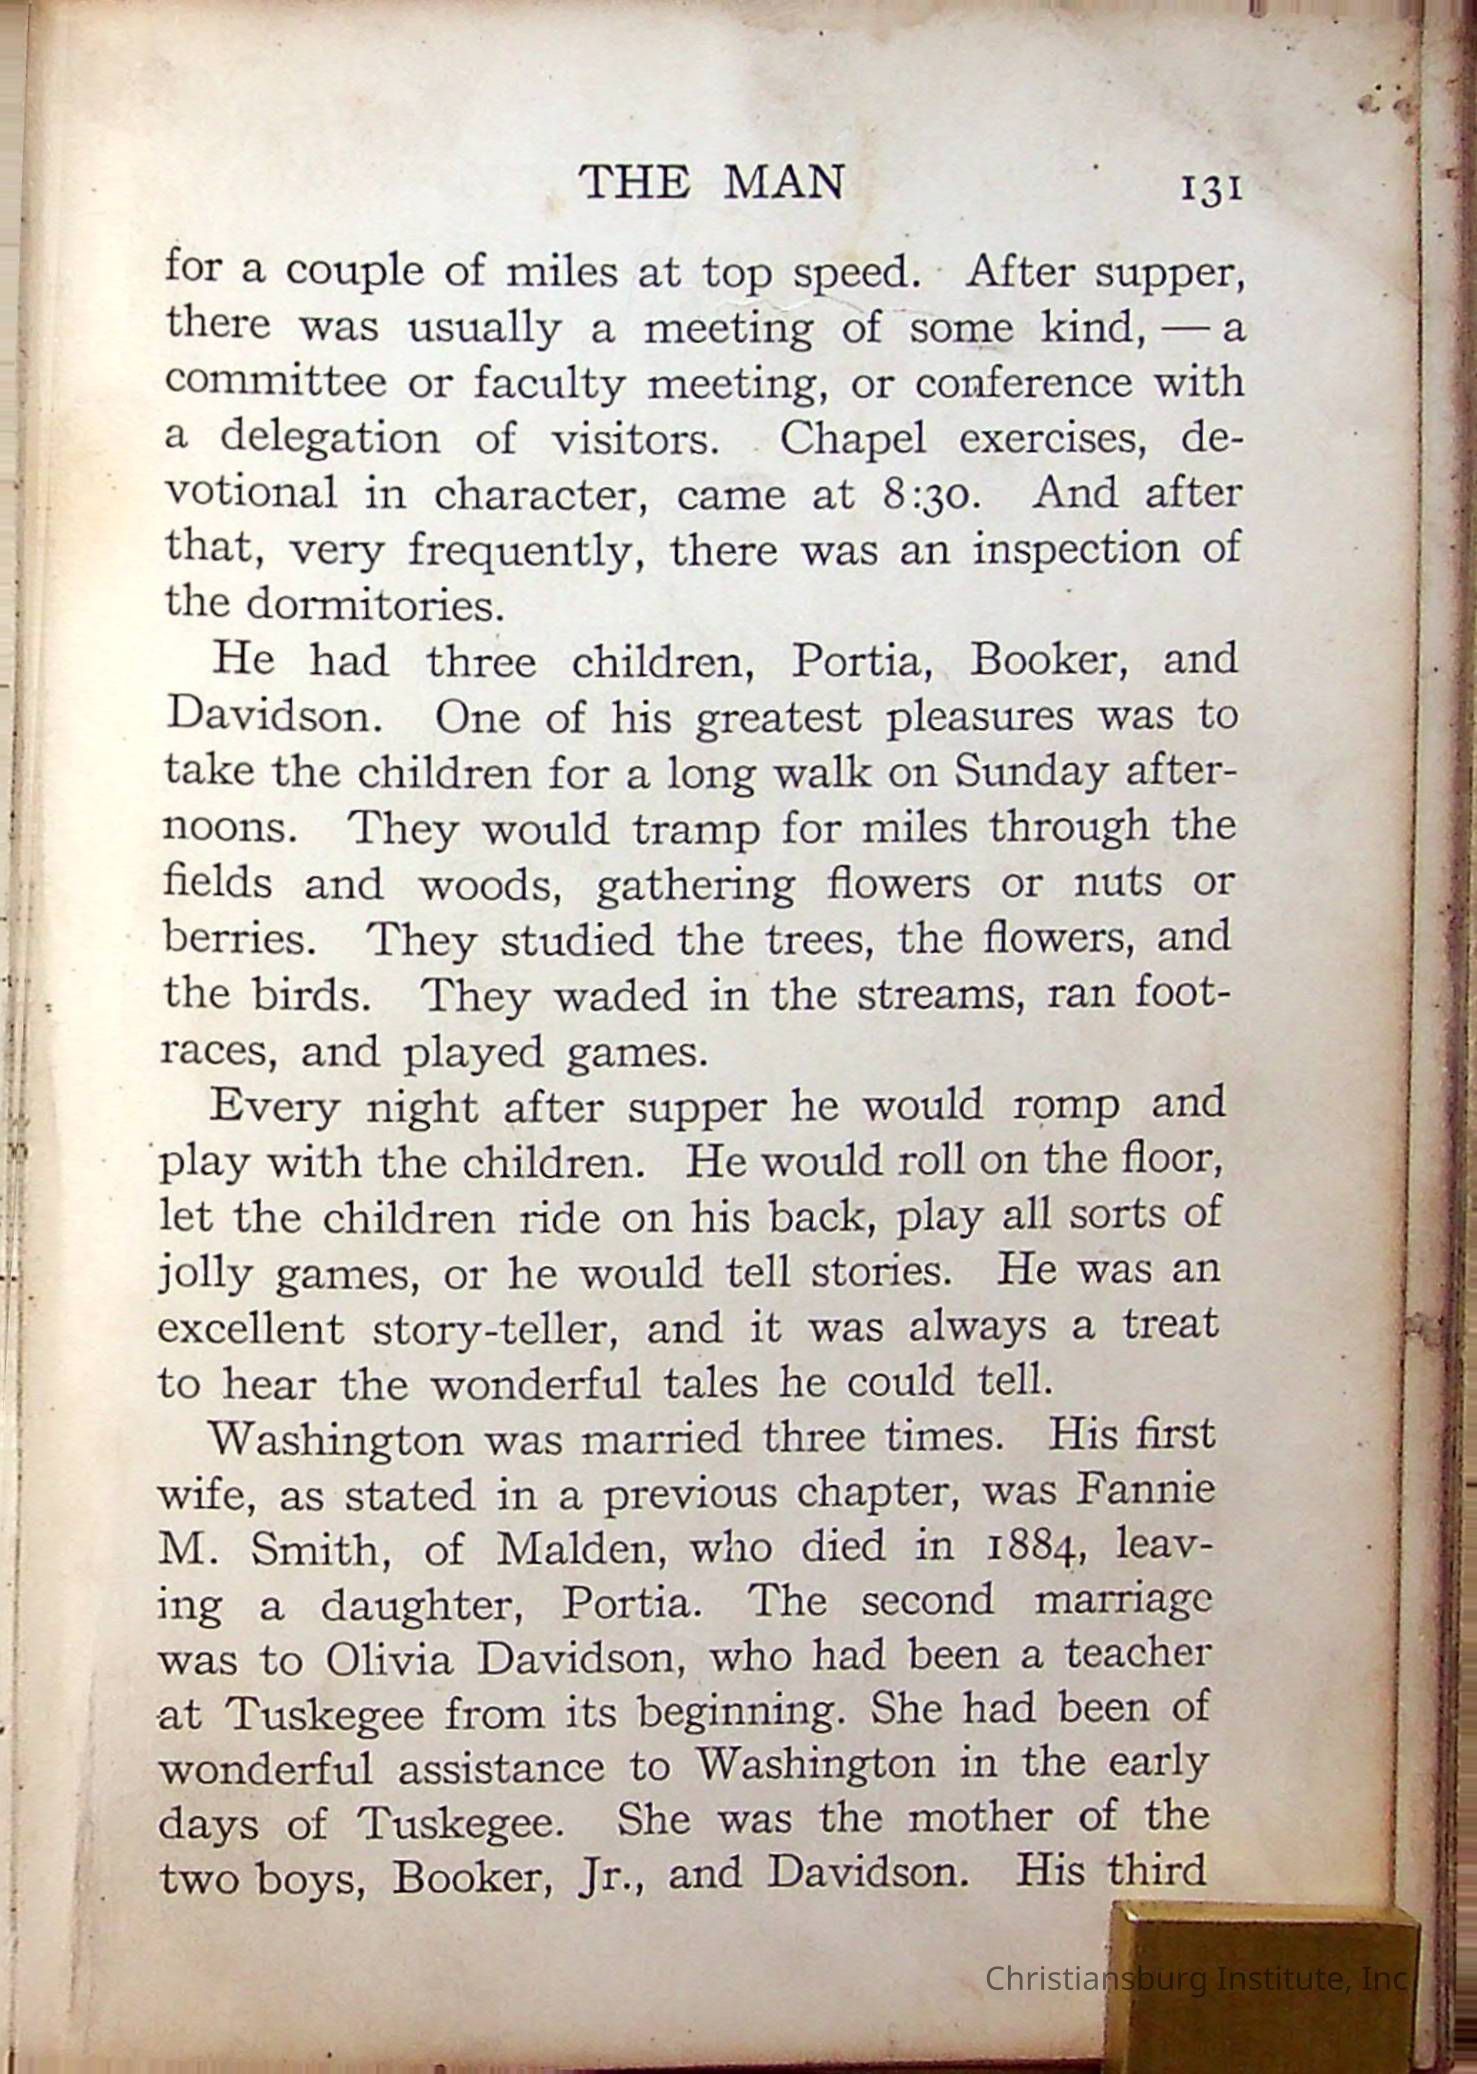 THE MAN 131
for a couple of miles at top speed. After supper,
there was usually a meeting of some kind, — a
committee or faculty meeting, or conference with
a delegation of visitors. Chapel exercises, de-
votional in character, came at 8:30. And after
that, very frequently, there was an inspection of
the dormitories.
He had three children, Portia, Booker, and
Davidson. One of his greatest pleasures was to
take the children for a long walk on Sunday after-
noons. They would tramp for miles through the
fields and woods, gathering flowers or nuts or
berries. They studied the trees, the flowers, and
the birds. They waded in the streams, ran foot-
races, and played games.
Every night after supper he would romp and
play with the children. He would roll on the floor,
let the children ride on his back, play all sorts of
jolly games, or he would tell stories. He was an
excellent story-teller, and it was always a treat
to hear the wonderful tales he could tell.
Washington was married three times. His first
wife, as stated in a previous chapter, was Fannie
M. Smith, of Malden, who died in 1884, leav-
ing a daughter, Portia. The second marriage
was to Olivia Davidson, who had been a teacher
at Tuskegee from its beginning. She had been of
wonderful assistance to Washington in the early
days of Tuskegee. She was the mother of the
two boys, Booker, Jr., and Davidson. His third
Christiansburg Institute, Inc